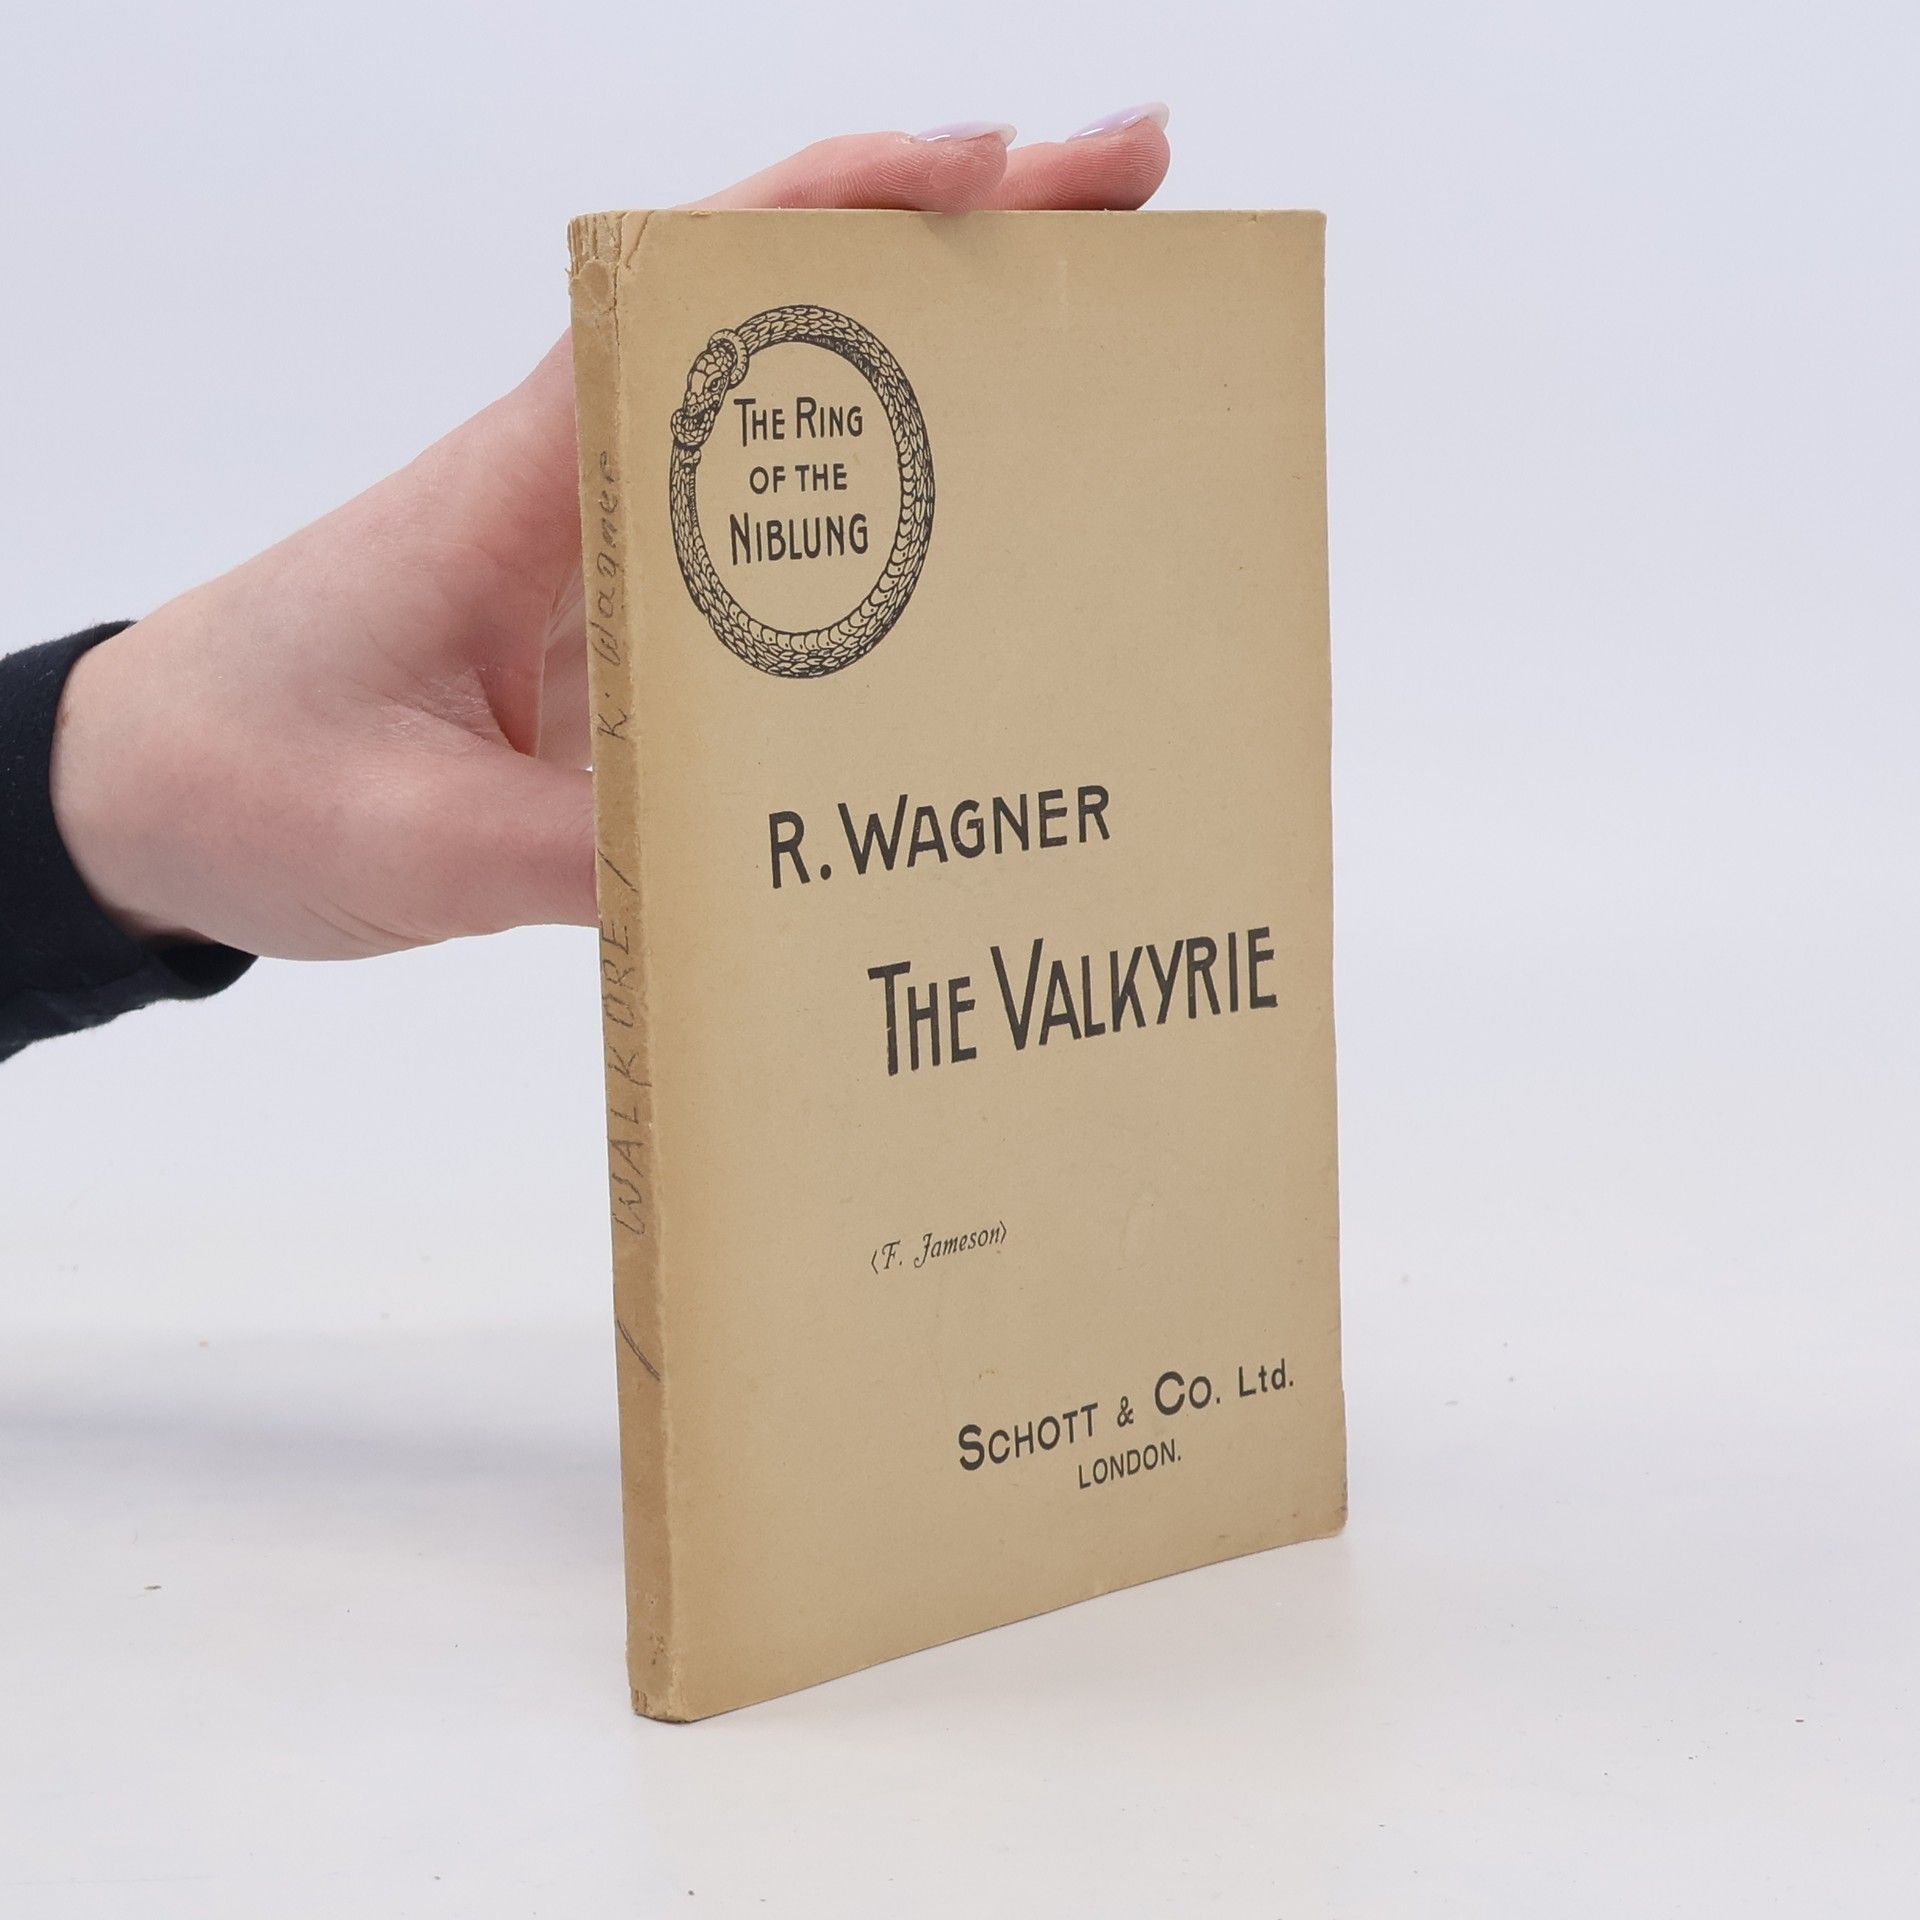 THE RING
OF THE
NIBLUNG
R. WAGNER
THE VALKYRIE
(F. Jameson)
SCHOTT & CO. Ltd.
LONDON.
/ WALKÜRE / R. Wagner